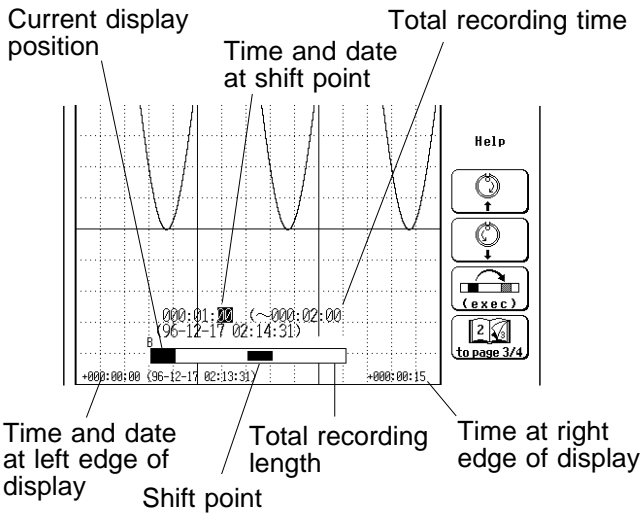 Current display
position
Time and date
at shift point
Total recording time
Help
(exec)
2 3
to page 3/4
000:01:00 (~000:02:00
(96-12-17 02:14:31)
B
+000:00:00 (96-12-17 02:13:31)
+000:00:15
Time and date
at left edge of
display
Shift point
Total recording
length
Time at right
edge of display